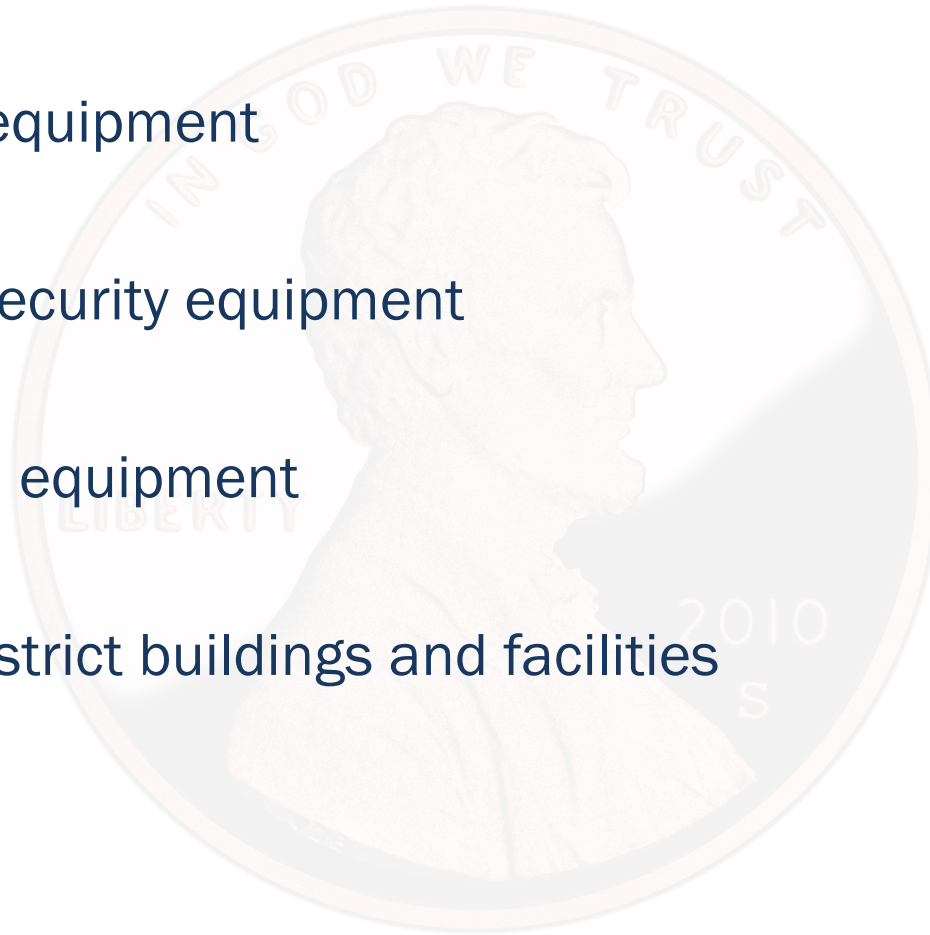 IN GOD WE TRUST
equipment
ecurity equipment
equipment
LIBERTY
strict buildings and facilities
2010
S